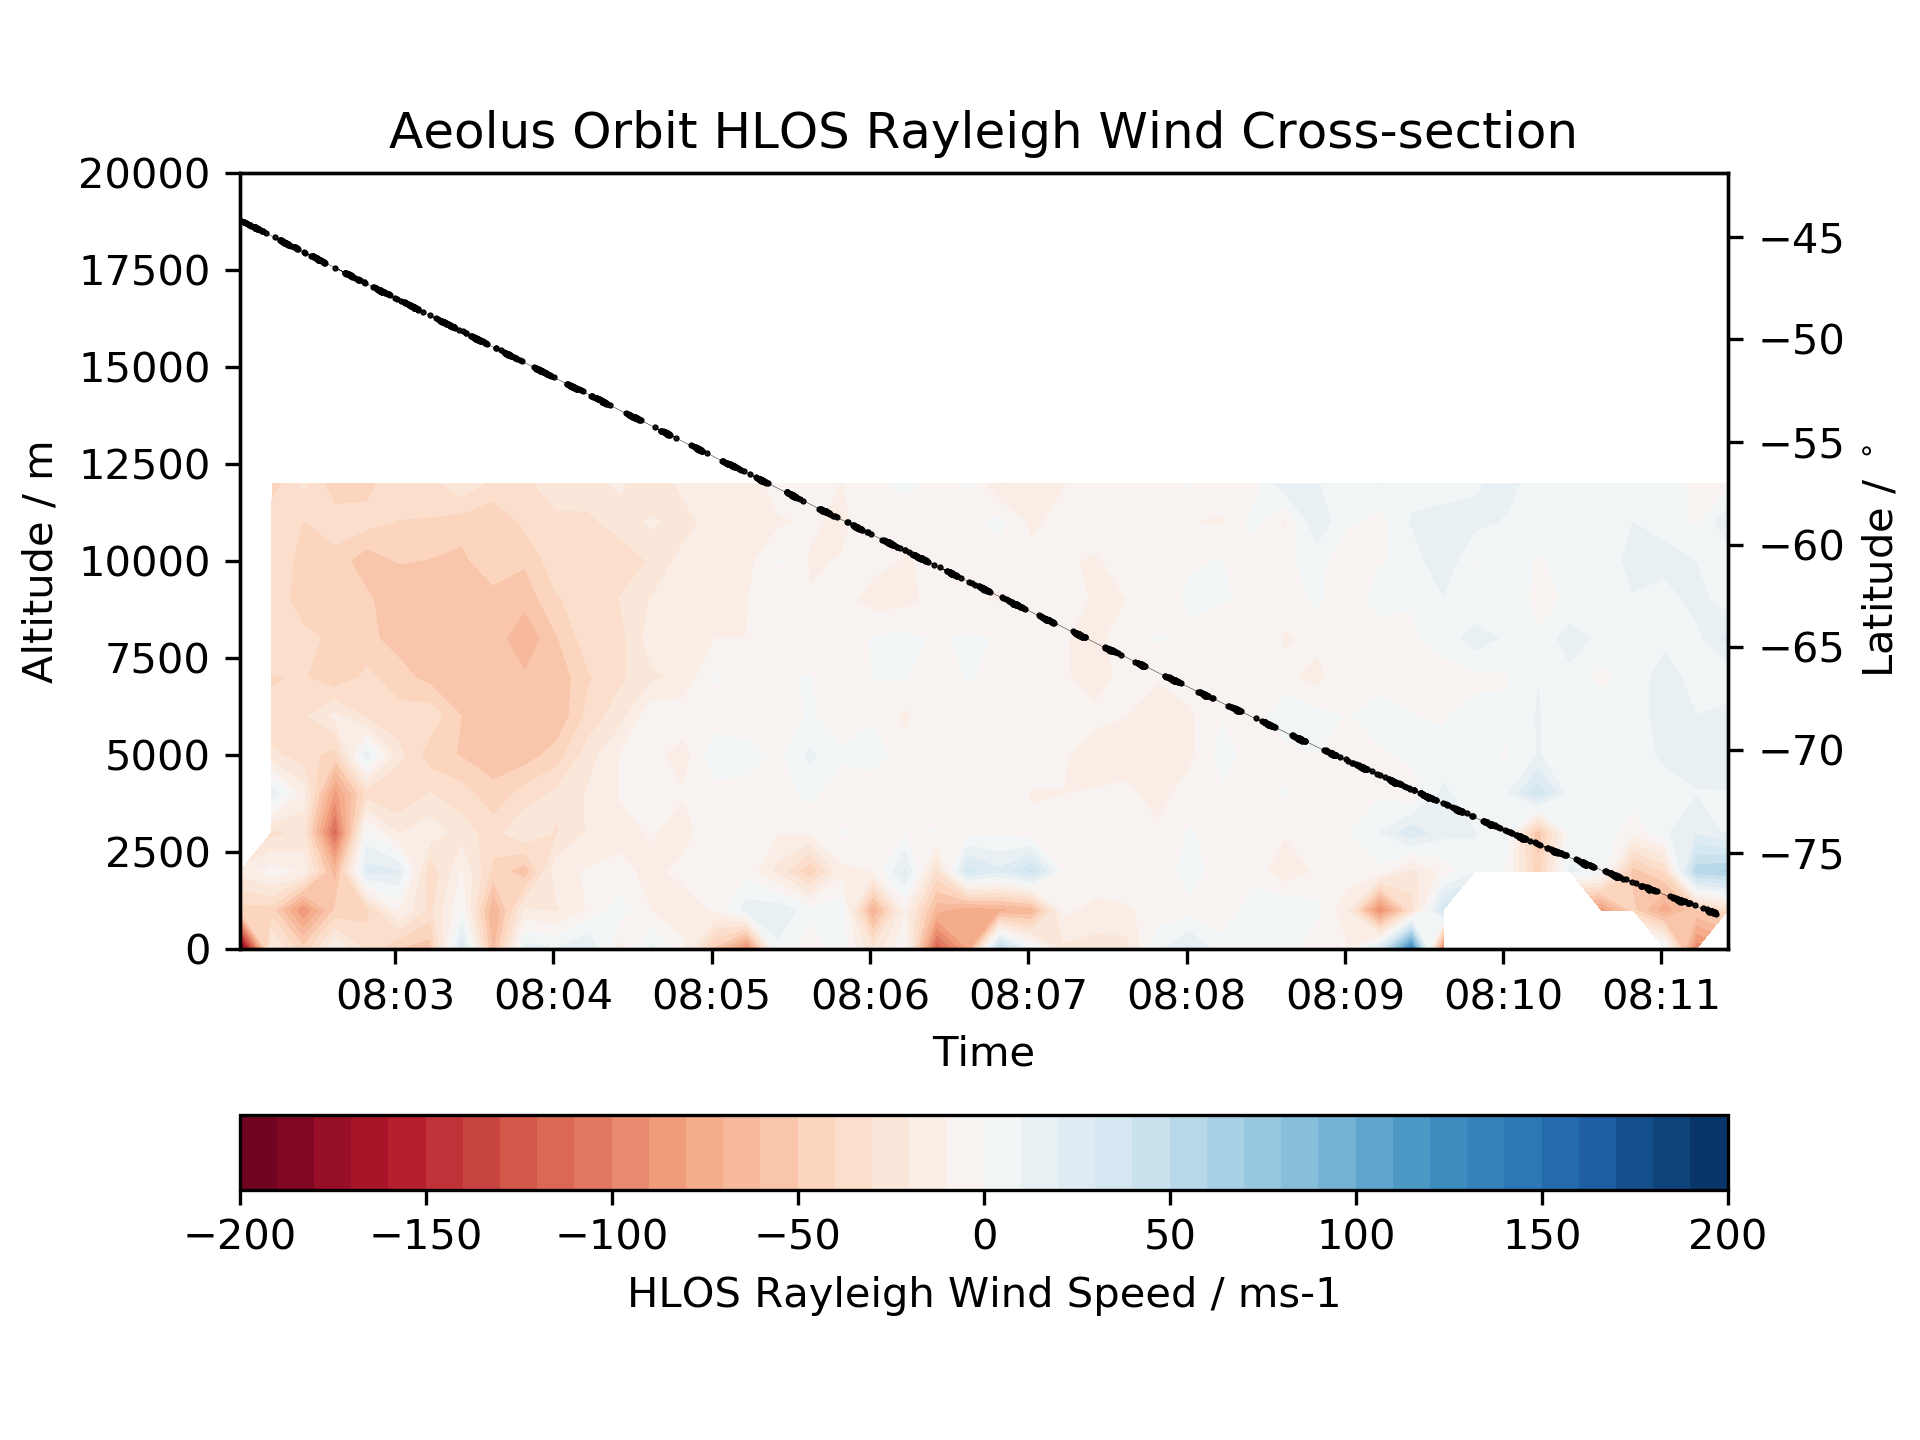 Aeolus Orbit HLOS Rayleigh Wind Cross-section
20000
17500
15000
12500
10000
7500
5000
2500
0
Altitude / m
−45
−50
−55
−60
−65
−70
−75
Latitude / °
08:03 08:04 08:05 08:06 08:07 08:08 08:09 08:10 08:11
Time
−200 −150 −100 −50 0 50 100 150 200
HLOS Rayleigh Wind Speed / ms-1